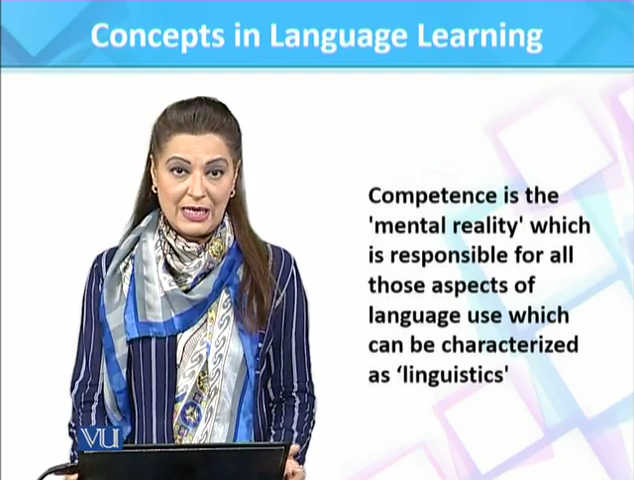 Concepts in Language Learning
Competence is the
'mental reality' which
is responsible for all
those aspects of
language use which
can be characterized
as ‘linguistics'
VU